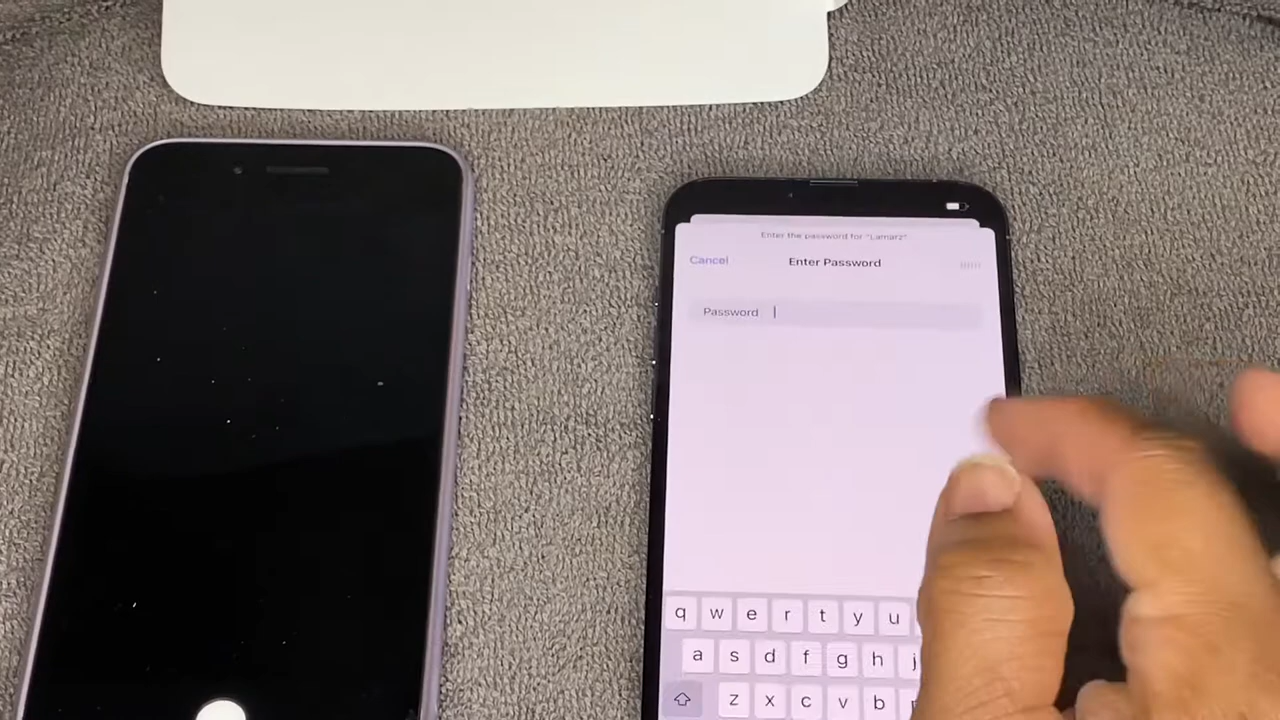 Enter the password for "Lamarz"
Cancel
Enter Password
Password
q w e r t y u
a s d f g h j
z x c v b